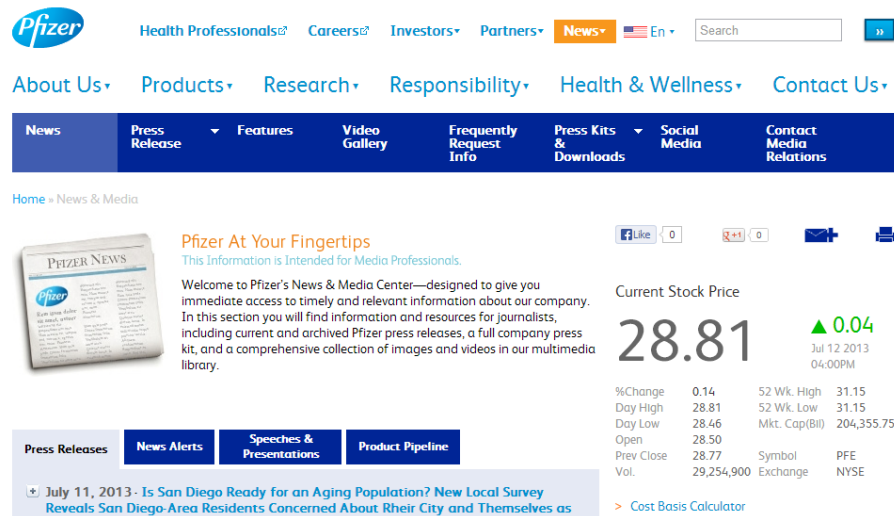 Pfizer
Health Professionals
Careers
Investors
Partners
News
En
Search
»
About Us
Products
Research
Responsibility
Health & Wellness
Contact Us
News
Press Release
Features
Video Gallery
Frequently Request Info
Press Kits & Downloads
Social Media
Contact Media Relations
Home » News & Media
PFIZER NEWS
Pfizer
Pfizer At Your Fingertips
This Information is Intended for Media Professionals.
Welcome to Pfizer's News & Media Center—designed to give you
immediate access to timely and relevant information about our company.
In this section you will find information and resources for journalists,
including current and archived Pfizer press releases, a full company press
kit, and a comprehensive collection of images and videos in our multimedia
library.
Like 0
+1 0
Current Stock Price
28.81
0.04
Jul 12 2013
04:00PM
%Change 0.14 52 Wk. High 31.15
Day High 28.81 52 Wk. Low 31.15
Day Low 28.46 Mkt. Cap(Bll) 204,355.75
Open 28.50
Prev Close 28.77 Symbol PFE
Vol. 29,254,900 Exchange NYSE
> Cost Basis Calculator
Press Releases
News Alerts
Speeches & Presentations
Product Pipeline
July 11, 2013 - Is San Diego Ready for an Aging Population? New Local Survey
Reveals San Diego-Area Residents Concerned About Rheir City and Themselves as